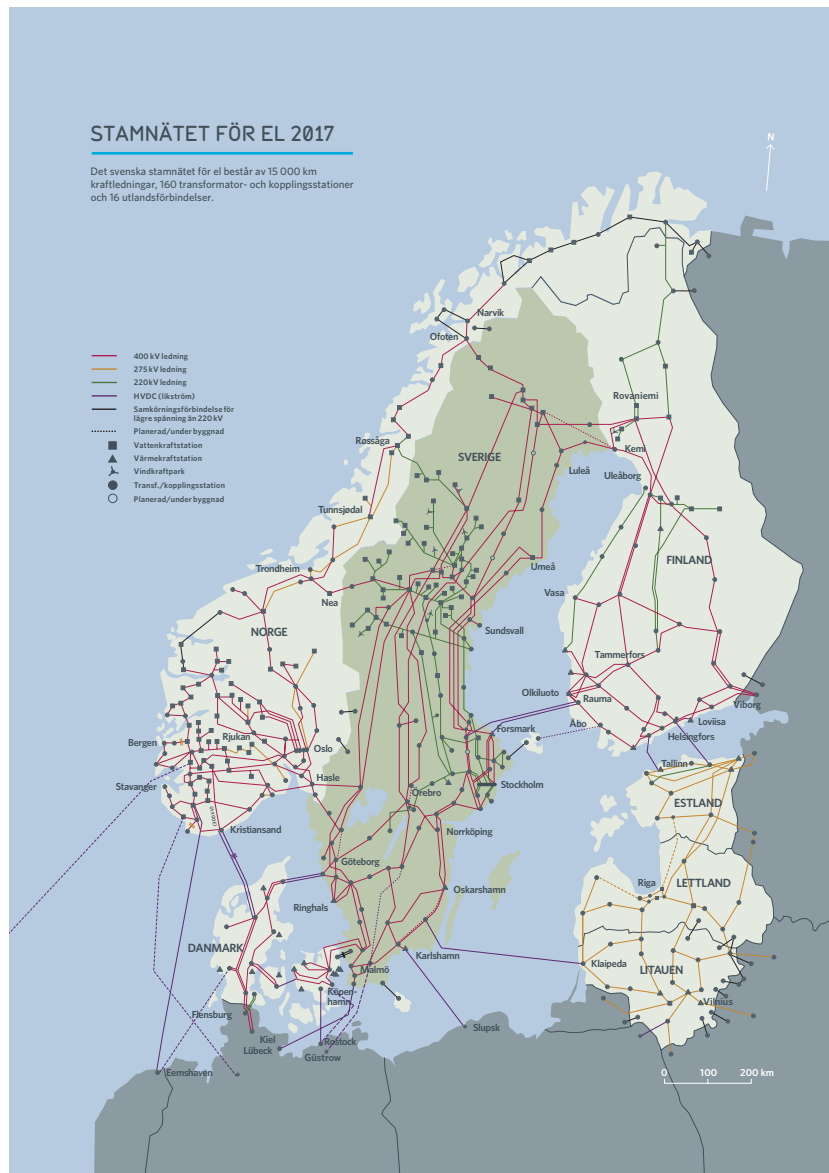 STAMNÄTET FÖR EL 2017
Det svenska stamnätet för el består av 15 000 km
kraftledningar, 160 transformator- och kopplingsstationer
och 16 utlandsförbindelser.
N
400 kV ledning
275 kV ledning
220 kV ledning
HVDC (likström)
Samkörningsförbindelse för
lägre spänning än 220 kV
Planerad/under byggnad
Vattenkraftstation
Värmekraftstation
Vindkraftpark
Transf./kopplingsstation
Planerad/under byggnad
Narvik
Ofoten
Rovaniemi
Røssåga
Kemi
SVERIGE
Luleå
Uleåborg
Tunnsjødal
FINLAND
Trondheim
Umeå
Nea
Vasa
NORGE
Sundsvall
Tammerfors
Olkiluoto
Rauma
Viborg
Åbo
Loviisa
Forsmark
Helsingfors
Bergen
Rjukan
Oslo
Tallinn
Stavanger
Hasle
Örebro
Stockholm
ESTLAND
Kristiansand
Norrköping
Göteborg
Riga
LETTLAND
Oskarshamn
Ringhals
DANMARK
Karlshamn
Klaipeda
LITAUEN
Malmö
Köpen-
hamn
Vilnius
Flensburg
Slupsk
Kiel
Lübeck
Rostock
Güstrow
Eemshaven
0 100 200 km